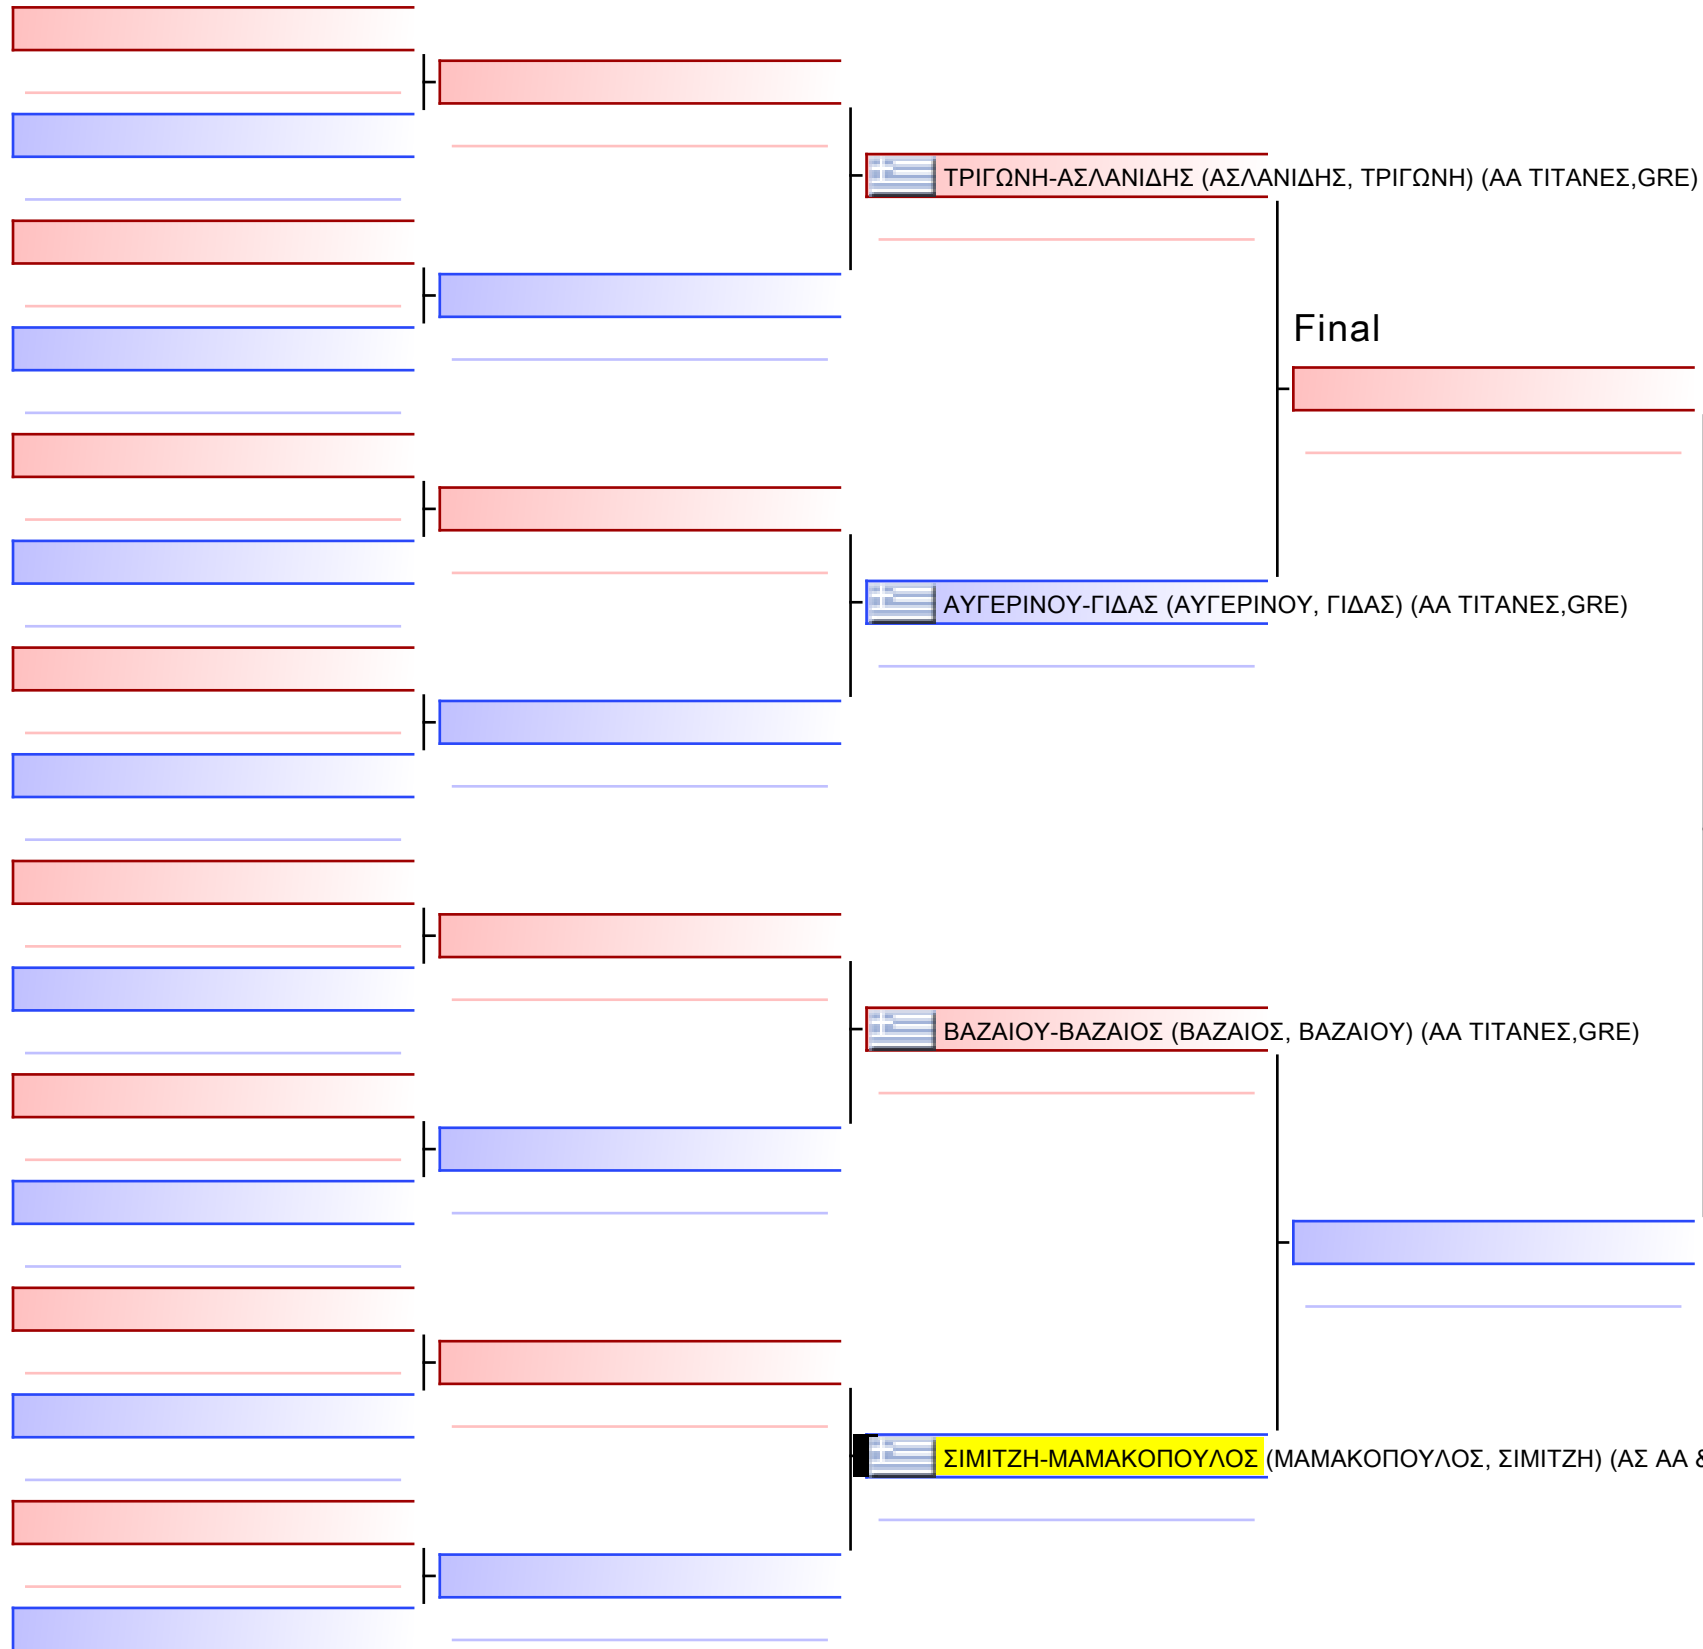 ΤΡΙΓΩΝΗ-ΑΣΛΑΝΙΔΗΣ (ΑΣΛΑΝΙΔΗΣ, ΤΡΙΓΩΝΗ) (ΑΑ ΤΙΤΑΝΕΣ,GRE)
Final
ΑΥΓΕΡΙΝΟΥ-ΓΙΔΑΣ (ΑΥΓΕΡΙΝΟΥ, ΓΙΔΑΣ) (ΑΑ ΤΙΤΑΝΕΣ,GRE)
ΒΑΖΑΙΟΥ-ΒΑΖΑΙΟΣ (ΒΑΖΑΙΟΣ, ΒΑΖΑΙΟΥ) (ΑΑ ΤΙΤΑΝΕΣ,GRE)
ΣΙΜΙΤΖΗ-ΜΑΜΑΚΟΠΟΥΛΟΣ (ΜΑΜΑΚΟΠΟΥΛΟΣ, ΣΙΜΙΤΖΗ) (ΑΣ ΑΑ &